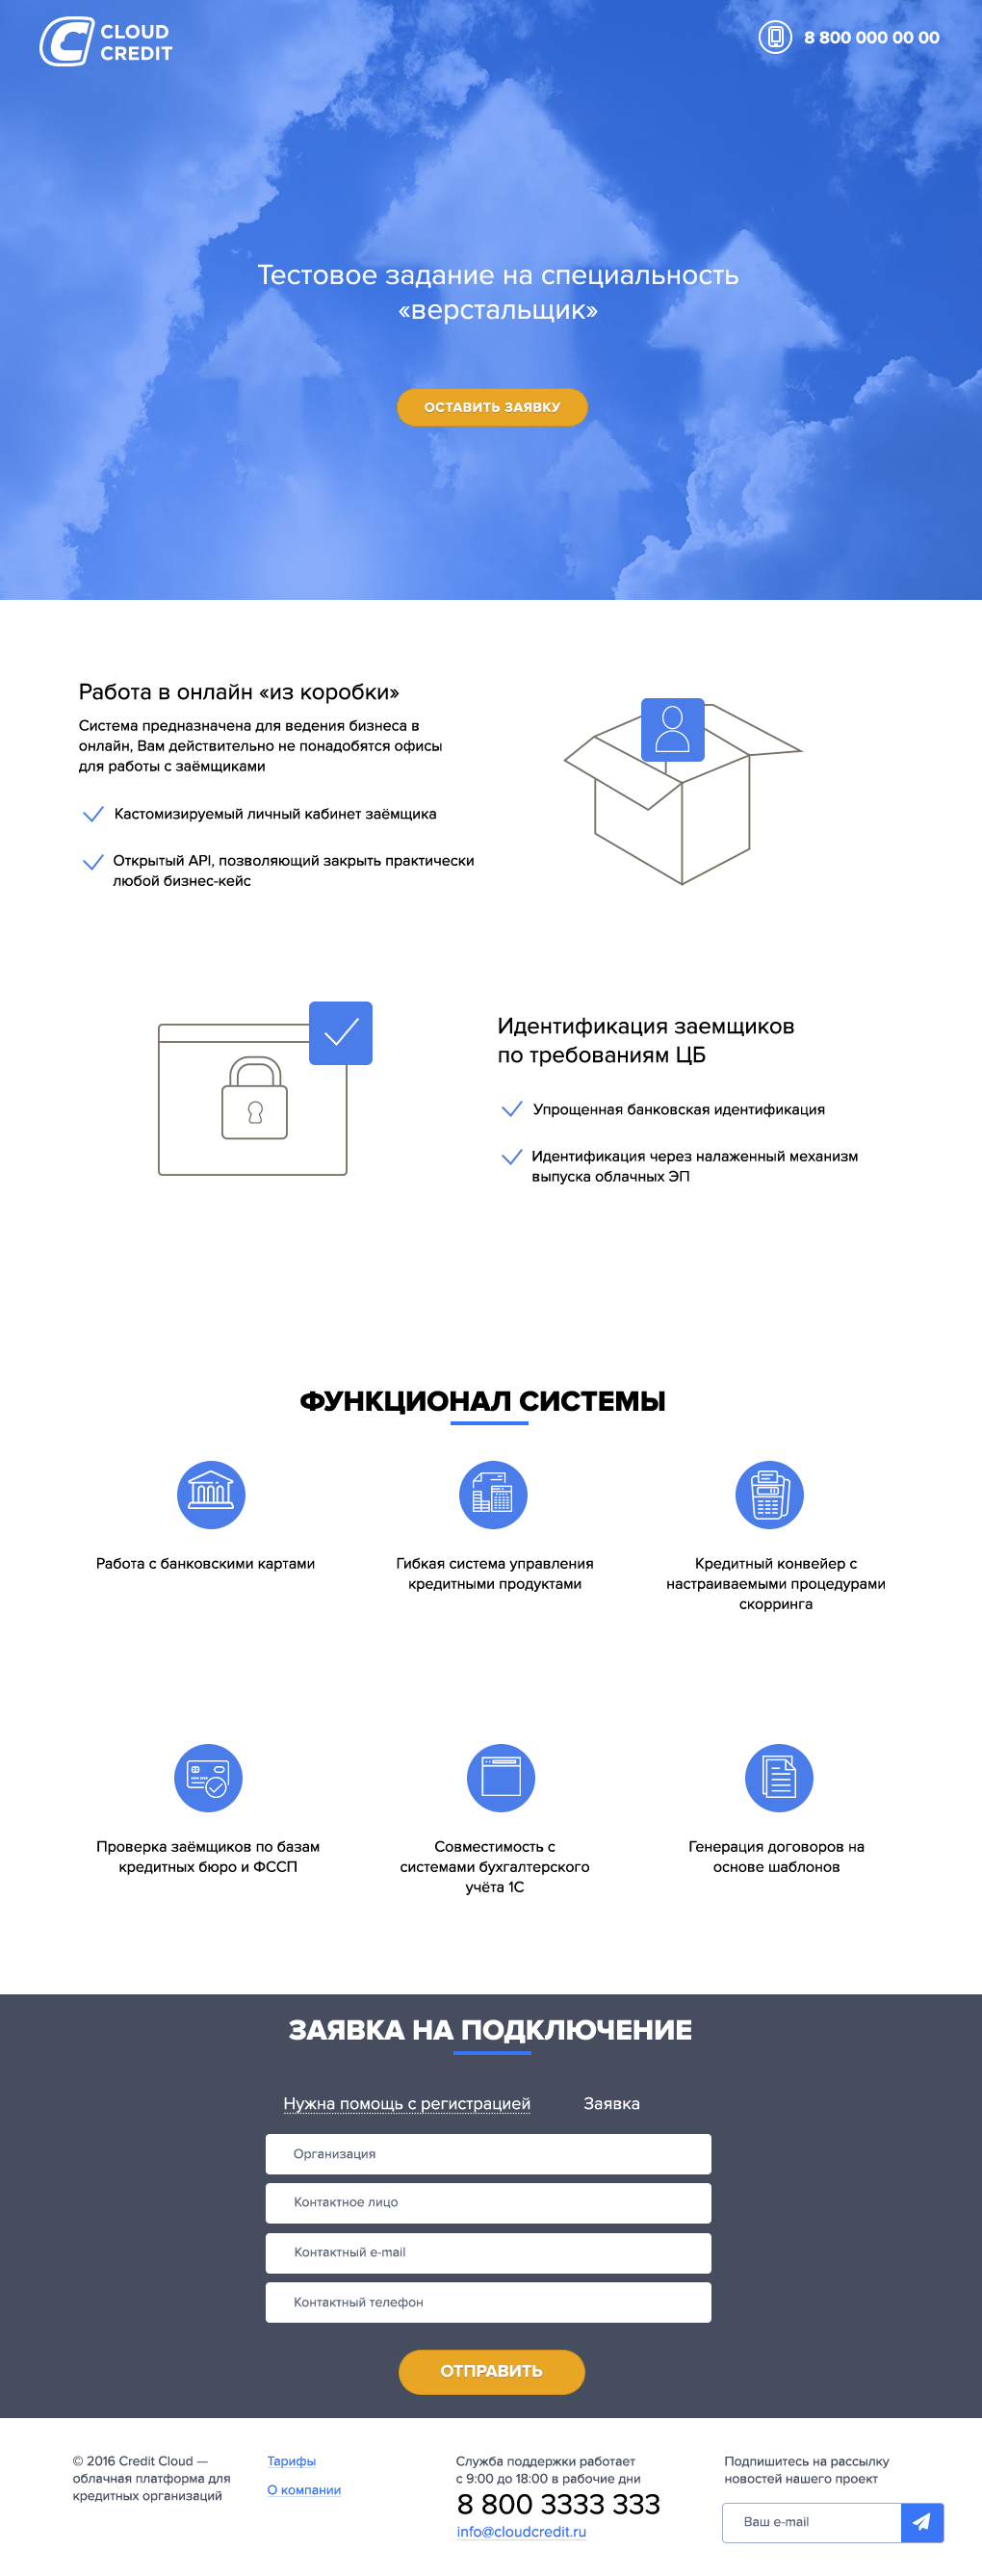 CLOUD
CREDIT
8 800 000 00 00
Тестовое задание на специальность
«верстальщик»
ОСТАВИТЬ ЗАЯВКУ
Работа в онлайн «из коробки»
Система предназначена для ведения бизнеса в
онлайн, Вам действительно не понадобятся офисы
для работы с заёмщиками
Кастомизируемый личный кабинет заёмщика
Открытый API, позволяющий закрыть практически
любой бизнес-кейс
Идентификация заемщиков
по требованиям ЦБ
Упрощенная банковская идентификация
Идентификация через налаженный механизм
выпуска облачных ЭП
ФУНКЦИОНАЛ СИСТЕМЫ
Работа с банковскими картами
Гибкая система управления
кредитными продуктами
Кредитный конвейер с
настраиваемыми процедурами
скорринга
Проверка заёмщиков по базам
кредитных бюро и ФССП
Совместимость с
системами бухгалтерского
учёта 1С
Генерация договоров на
основе шаблонов
ЗАЯВКА НА ПОДКЛЮЧЕНИЕ
Нужна помощь с регистрацией
Заявка
Организация
Контактное лицо
Контактный e-mail
Контактный телефон
ОТПРАВИТЬ
© 2016 Credit Cloud —
облачная платформа для
кредитных организаций
Тарифы
О компании
Служба поддержки работает
с 9:00 до 18:00 в рабочие дни
8 800 3333 333
info@cloudcredit.ru
Подпишитесь на рассылку
новостей нашего проект
Ваш e-mail